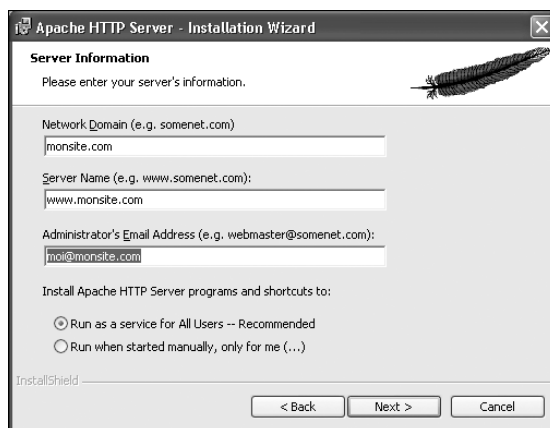 Apache HTTP Server - Installation Wizard
Server Information
Please enter your server's information.
Network Domain (e.g. somenet.com)
monsite.com
Server Name (e.g. www.somenet.com):
www.monsite.com
Administrator's Email Address (e.g. webmaster@somenet.com):
moi@monsite.com
Install Apache HTTP Server programs and shortcuts to:
Run as a service for All Users -- Recommended
Run when started manually, only for me (...)
InstallShield
< Back Next > Cancel